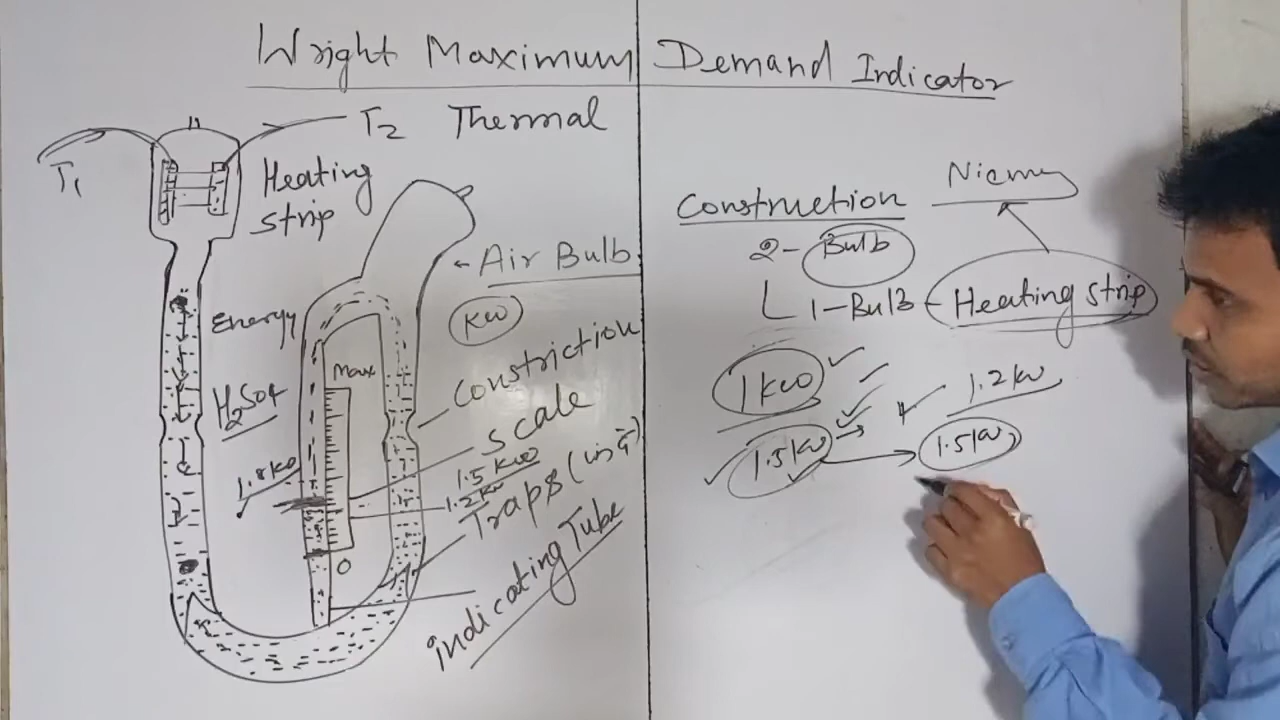 Wright Maximum Demand Indicator
T1
T2 Thermal
Heating
strip
Air Bulb
Energy
KW
H2SO4
Max
Constriction
Scale
1.8KW
1.5KW
1.2KW
Traps
0
indicating Tube
Construction
2- Bulb
1-Bulb - Heating strip
1KW
1.2KW
1.5KW
1.5KW